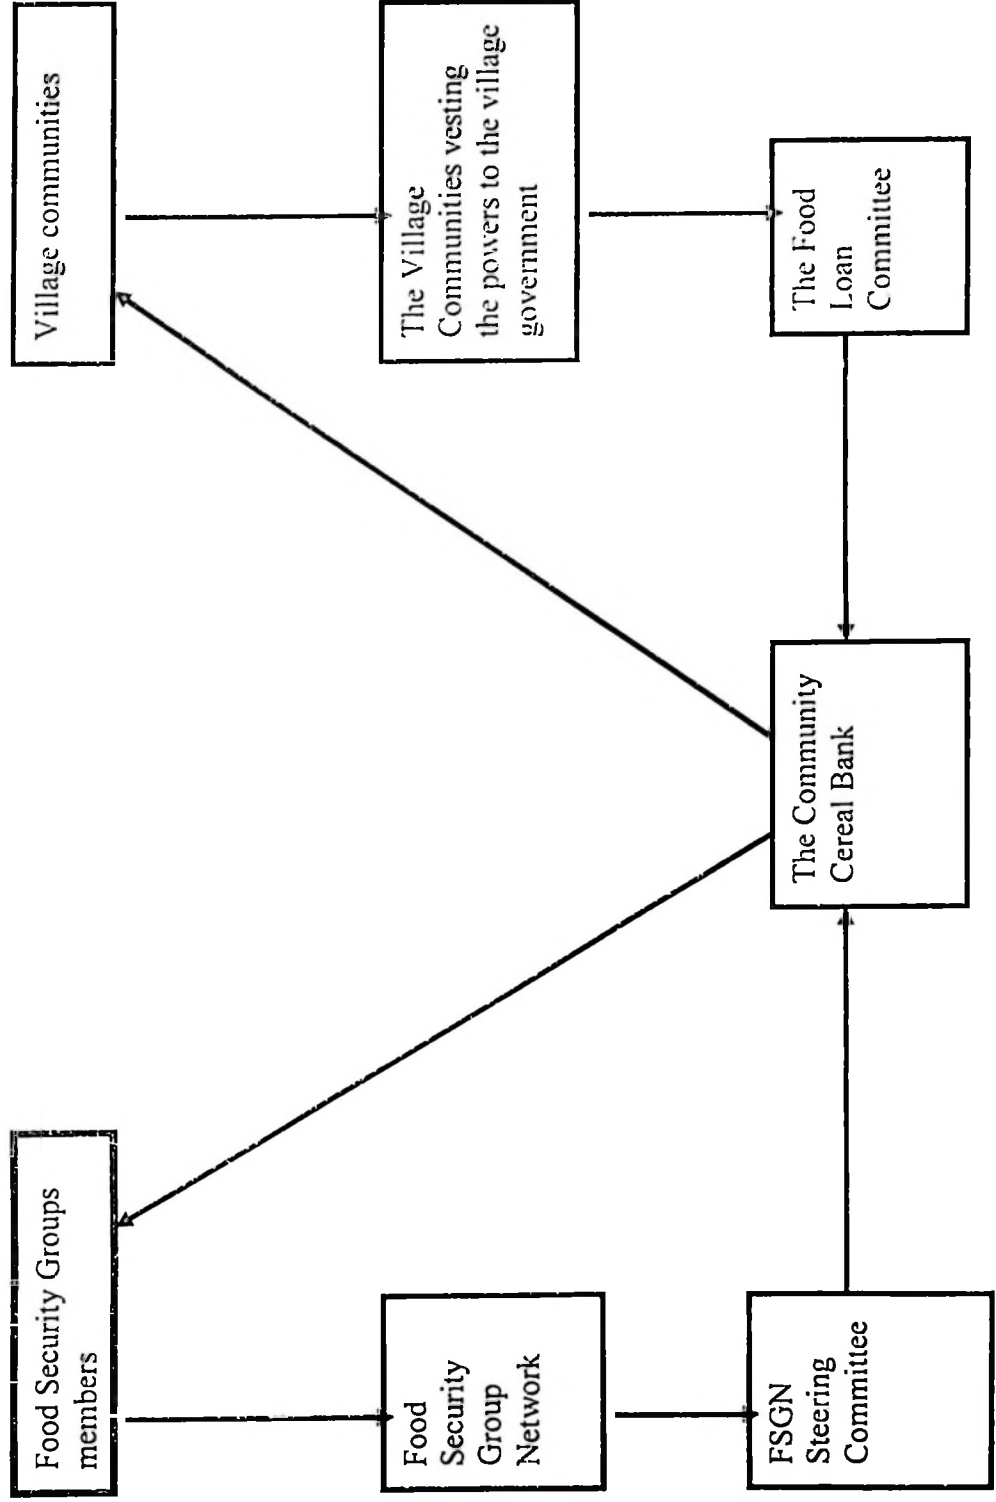 Food Security Groups
members
Village communities
Food
Security
Group
Network
The Village
Communities vesting
the powers to the village
government
FSGN
Steering
Committee
The Community
Cereal Bank
The Food
Loan
Committee